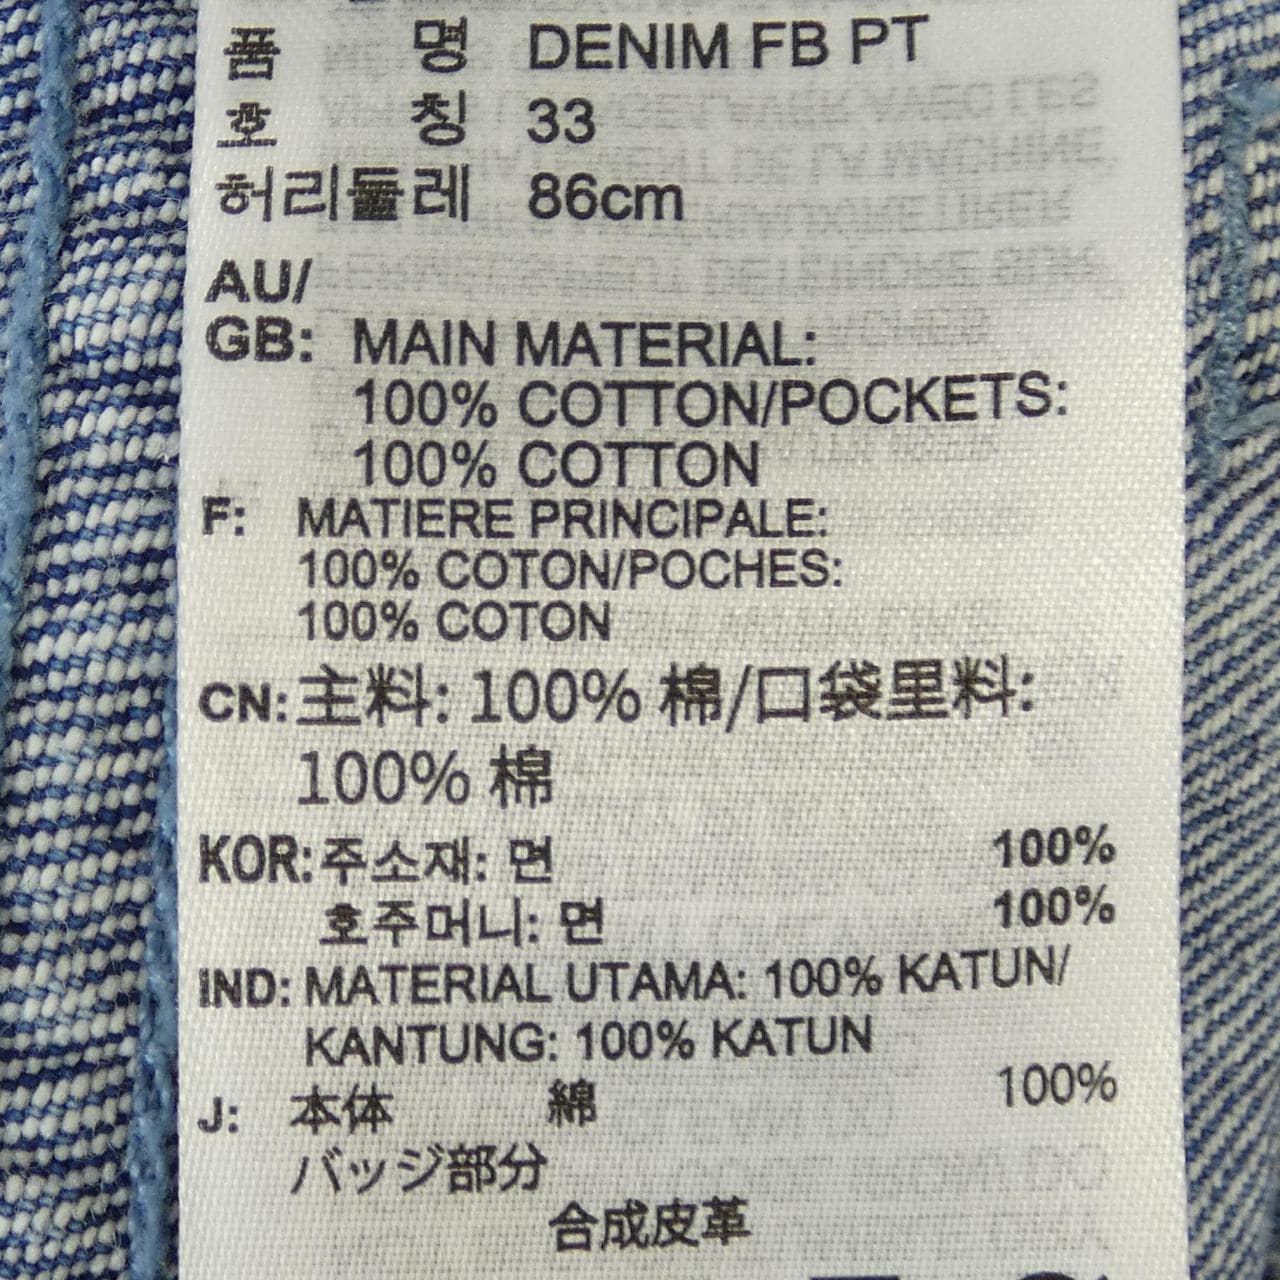 품 명 DENIM FB PT
호 칭 33
허리둘레 86cm
AU/
GB: MAIN MATERIAL:
100% COTTON/POCKETS:
100% COTTON
F: MATIERE PRINCIPALE:
100% COTON/POCHES:
100% COTON
CN: 主料: 100% 棉/口袋里料:
100% 棉
KOR: 주소재: 면 100%
호주머니: 면 100%
IND: MATERIAL UTAMA: 100% KATUN/
KANTUNG: 100% KATUN
J: 本体 綿 100%
バッジ部分
合成皮革